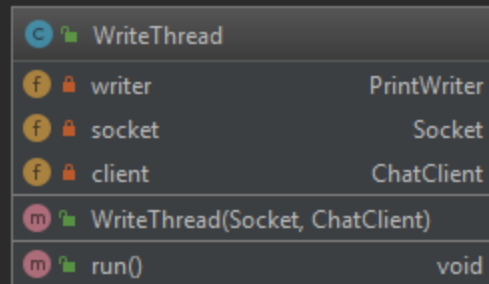 C WriteThread
f writer PrintWriter
f socket Socket
f client ChatClient
m WriteThread(Socket, ChatClient)
m run() void